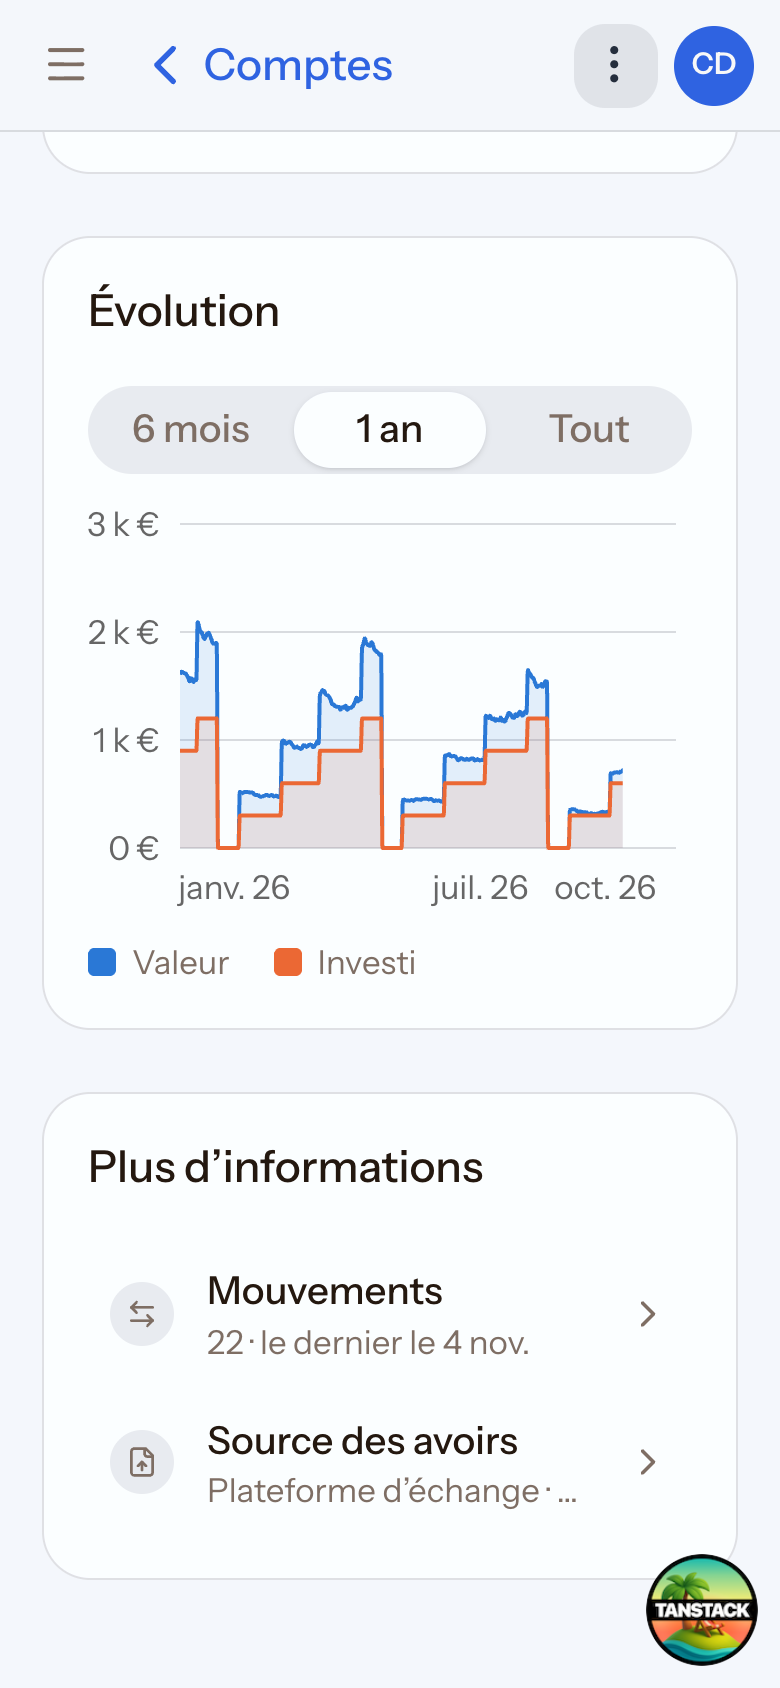 Comptes
CD
Évolution
6 mois
1 an
Tout
3 k €
2 k €
1 k €
0 €
janv. 26
juil. 26
oct. 26
Valeur
Investi
Plus d’informations
Mouvements
22 · le dernier le 4 nov.
Source des avoirs
Plateforme d’échange · ...
TANSTACK